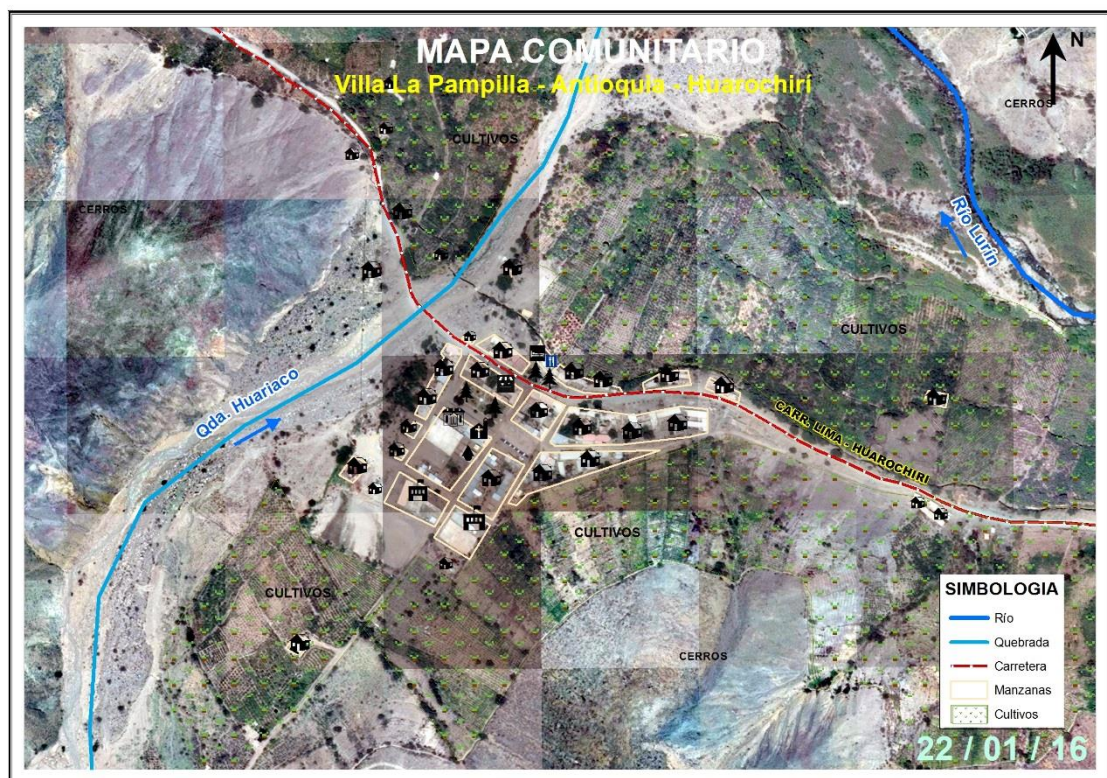 MAPA COMUNITARIO
Villa La Pampilla - Antioquia - Huarochirí
N
CERROS
CULTIVOS
CERROS
Río Lurín
CULTIVOS
Qda. Huariaco
CARR. LIMA - HUAROCHIRI
CULTIVOS
CULTIVOS
CERROS
SIMBOLOGIA
Río
Quebrada
Carretera
Manzanas
Cultivos
22 / 01 / 16